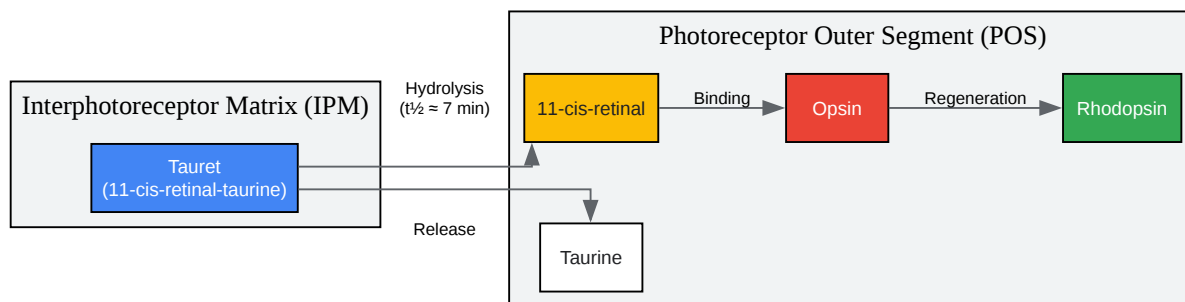 Photoreceptor Outer Segment (POS)
Interphotoreceptor Matrix (IPM)
Hydrolysis
(t½ ≈ 7 min)
11-cis-retinal
Binding
Opsin
Regeneration
Rhodopsin
Tauret
(11-cis-retinal-taurine)
Release
Taurine